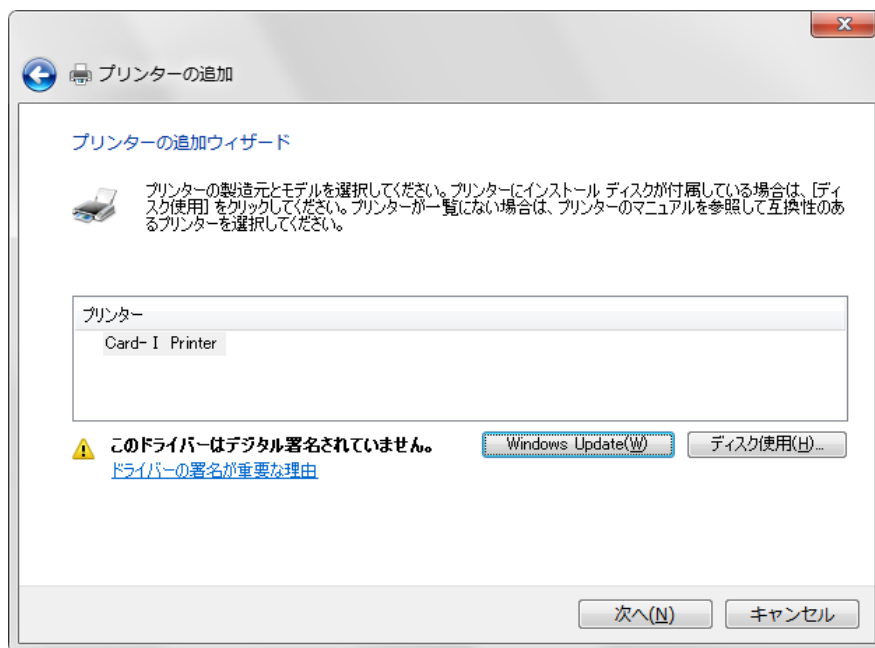 プリンターの追加
プリンターの追加ウィザード
プリンターの製造元とモデルを選択してください。プリンターにインストール ディスクが付属している場合は、[ディ
スク使用] をクリックしてください。プリンターが一覧にない場合は、プリンターのマニュアルを参照して互換性のあ
るプリンターを選択してください。
プリンター
Card-I Printer
このドライバーはデジタル署名されていません。
Windows Update(W)
ディスク使用(H)...
ドライバーの署名が重要な理由
次へ(N)
キャンセル